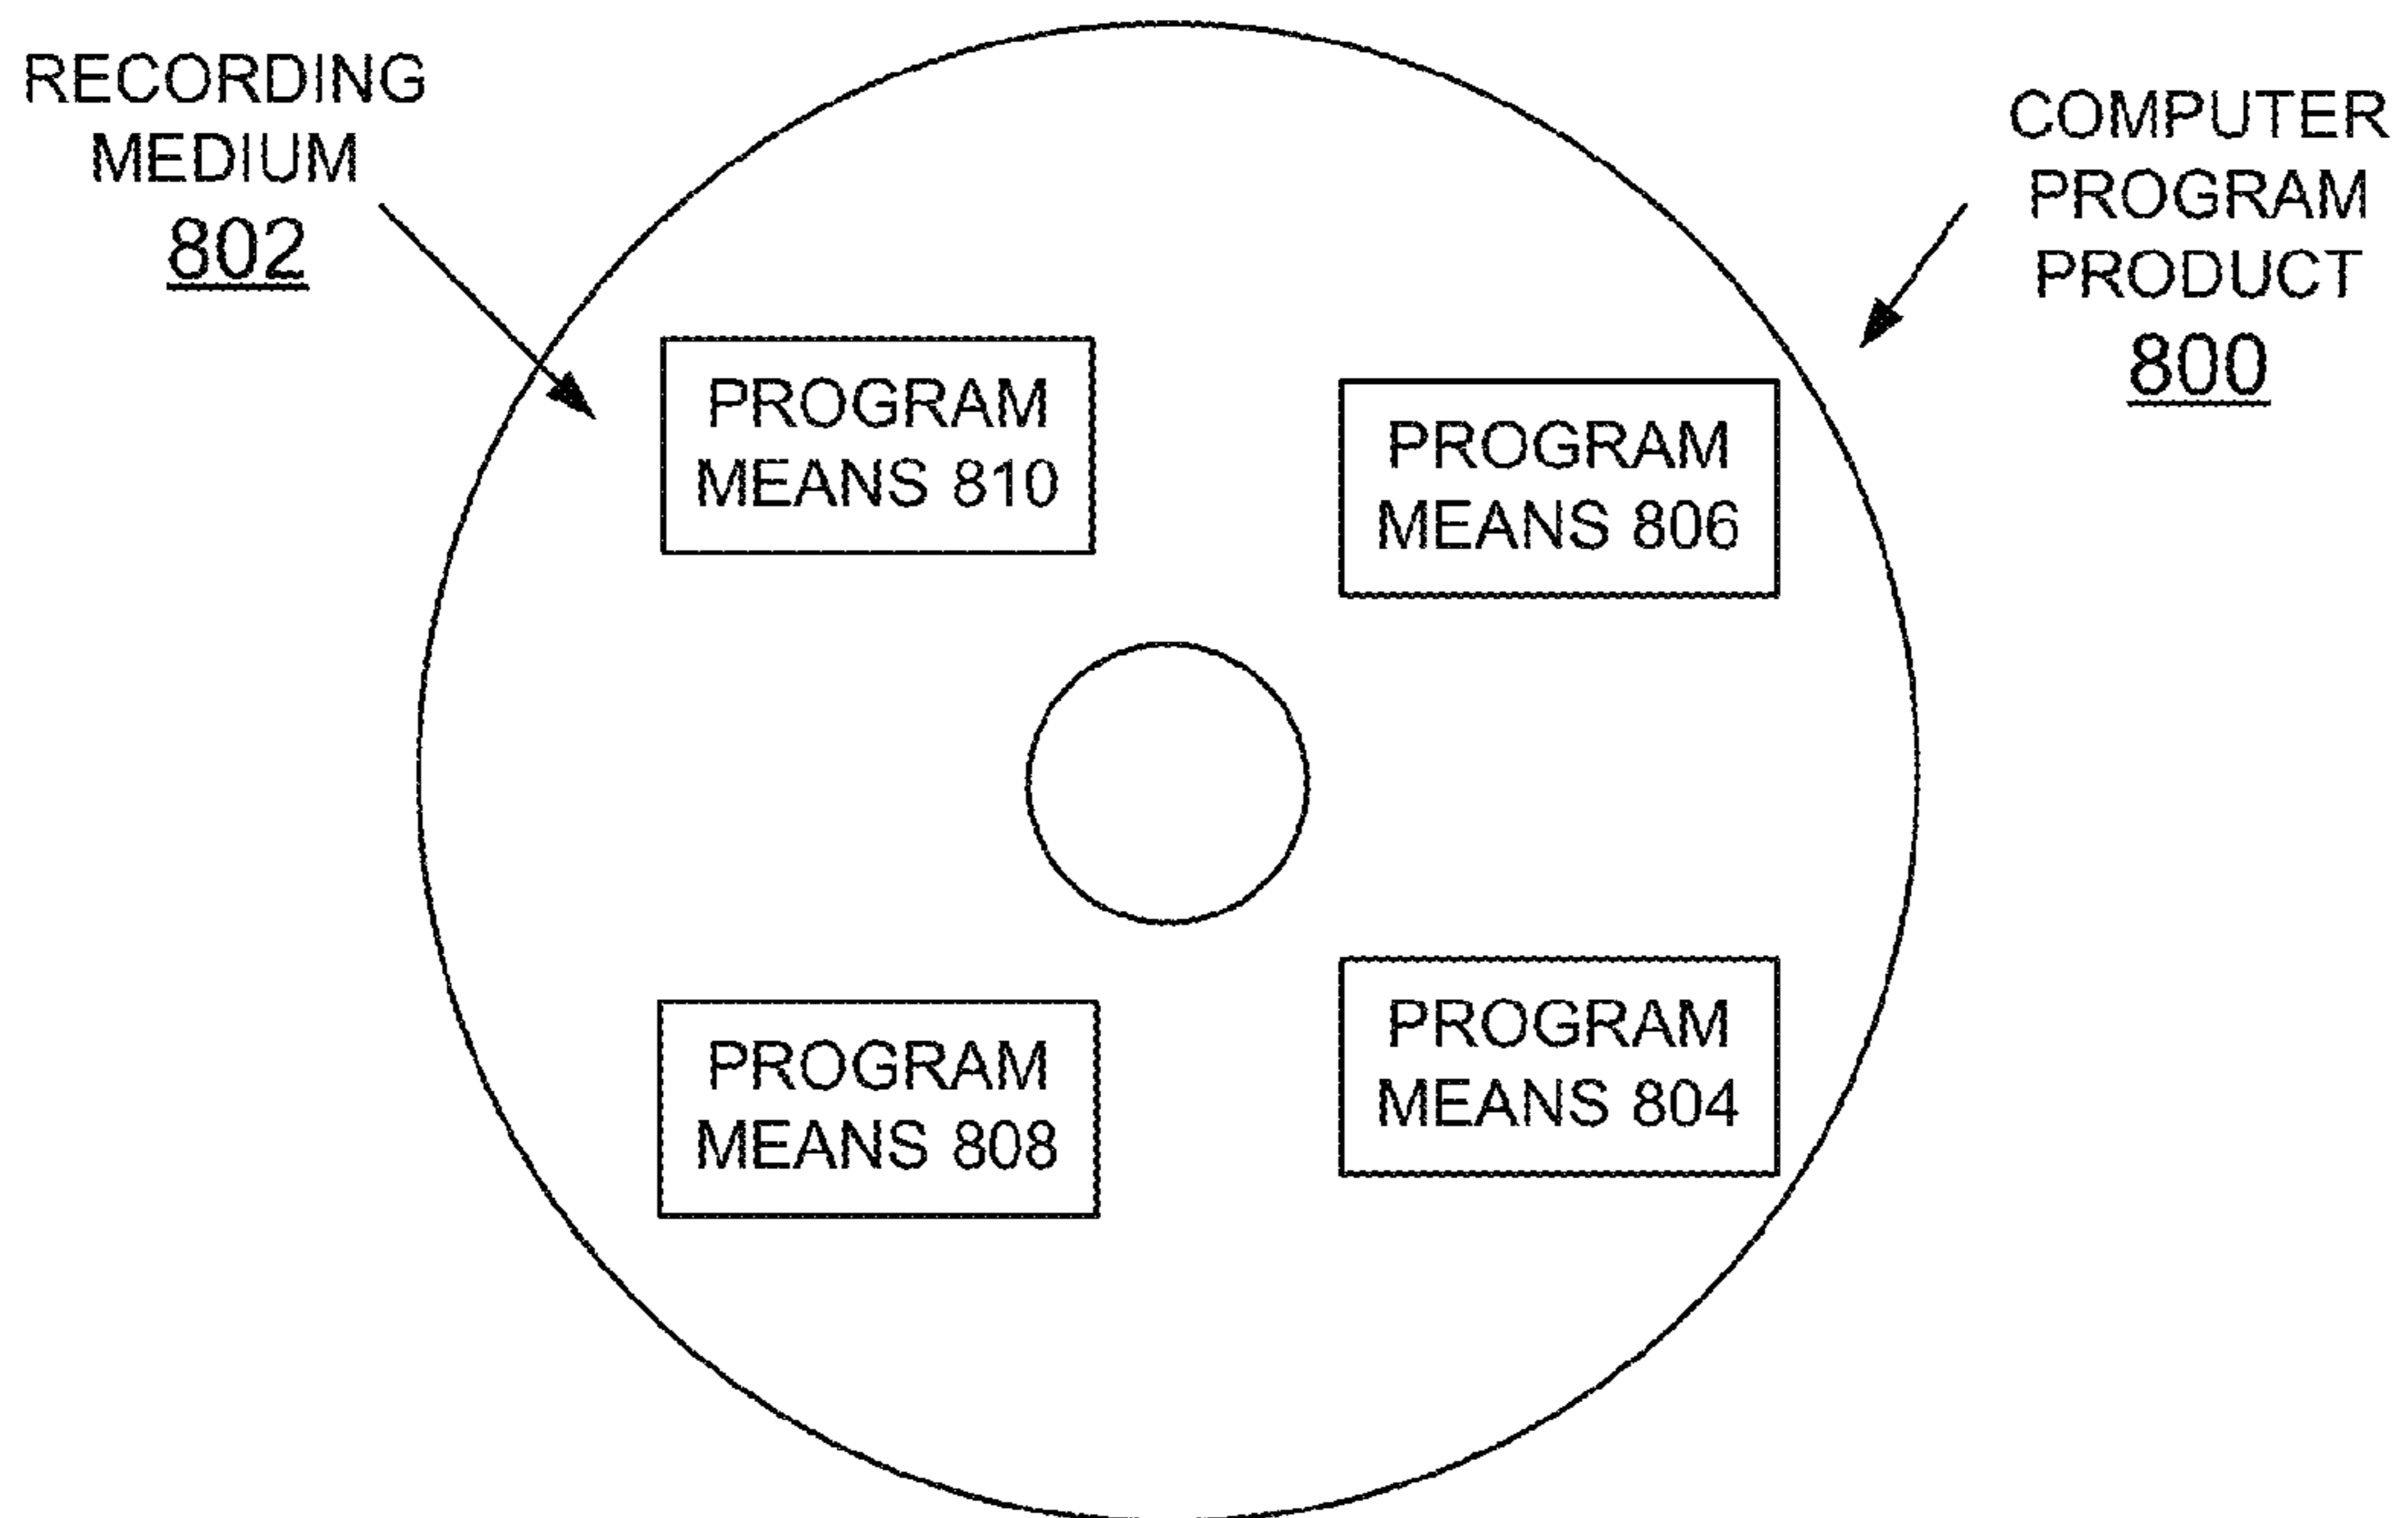 RECORDING
MEDIUM
802
COMPUTER
PROGRAM
PRODUCT
800
PROGRAM
MEANS 810
PROGRAM
MEANS 806
PROGRAM
MEANS 808
PROGRAM
MEANS 804